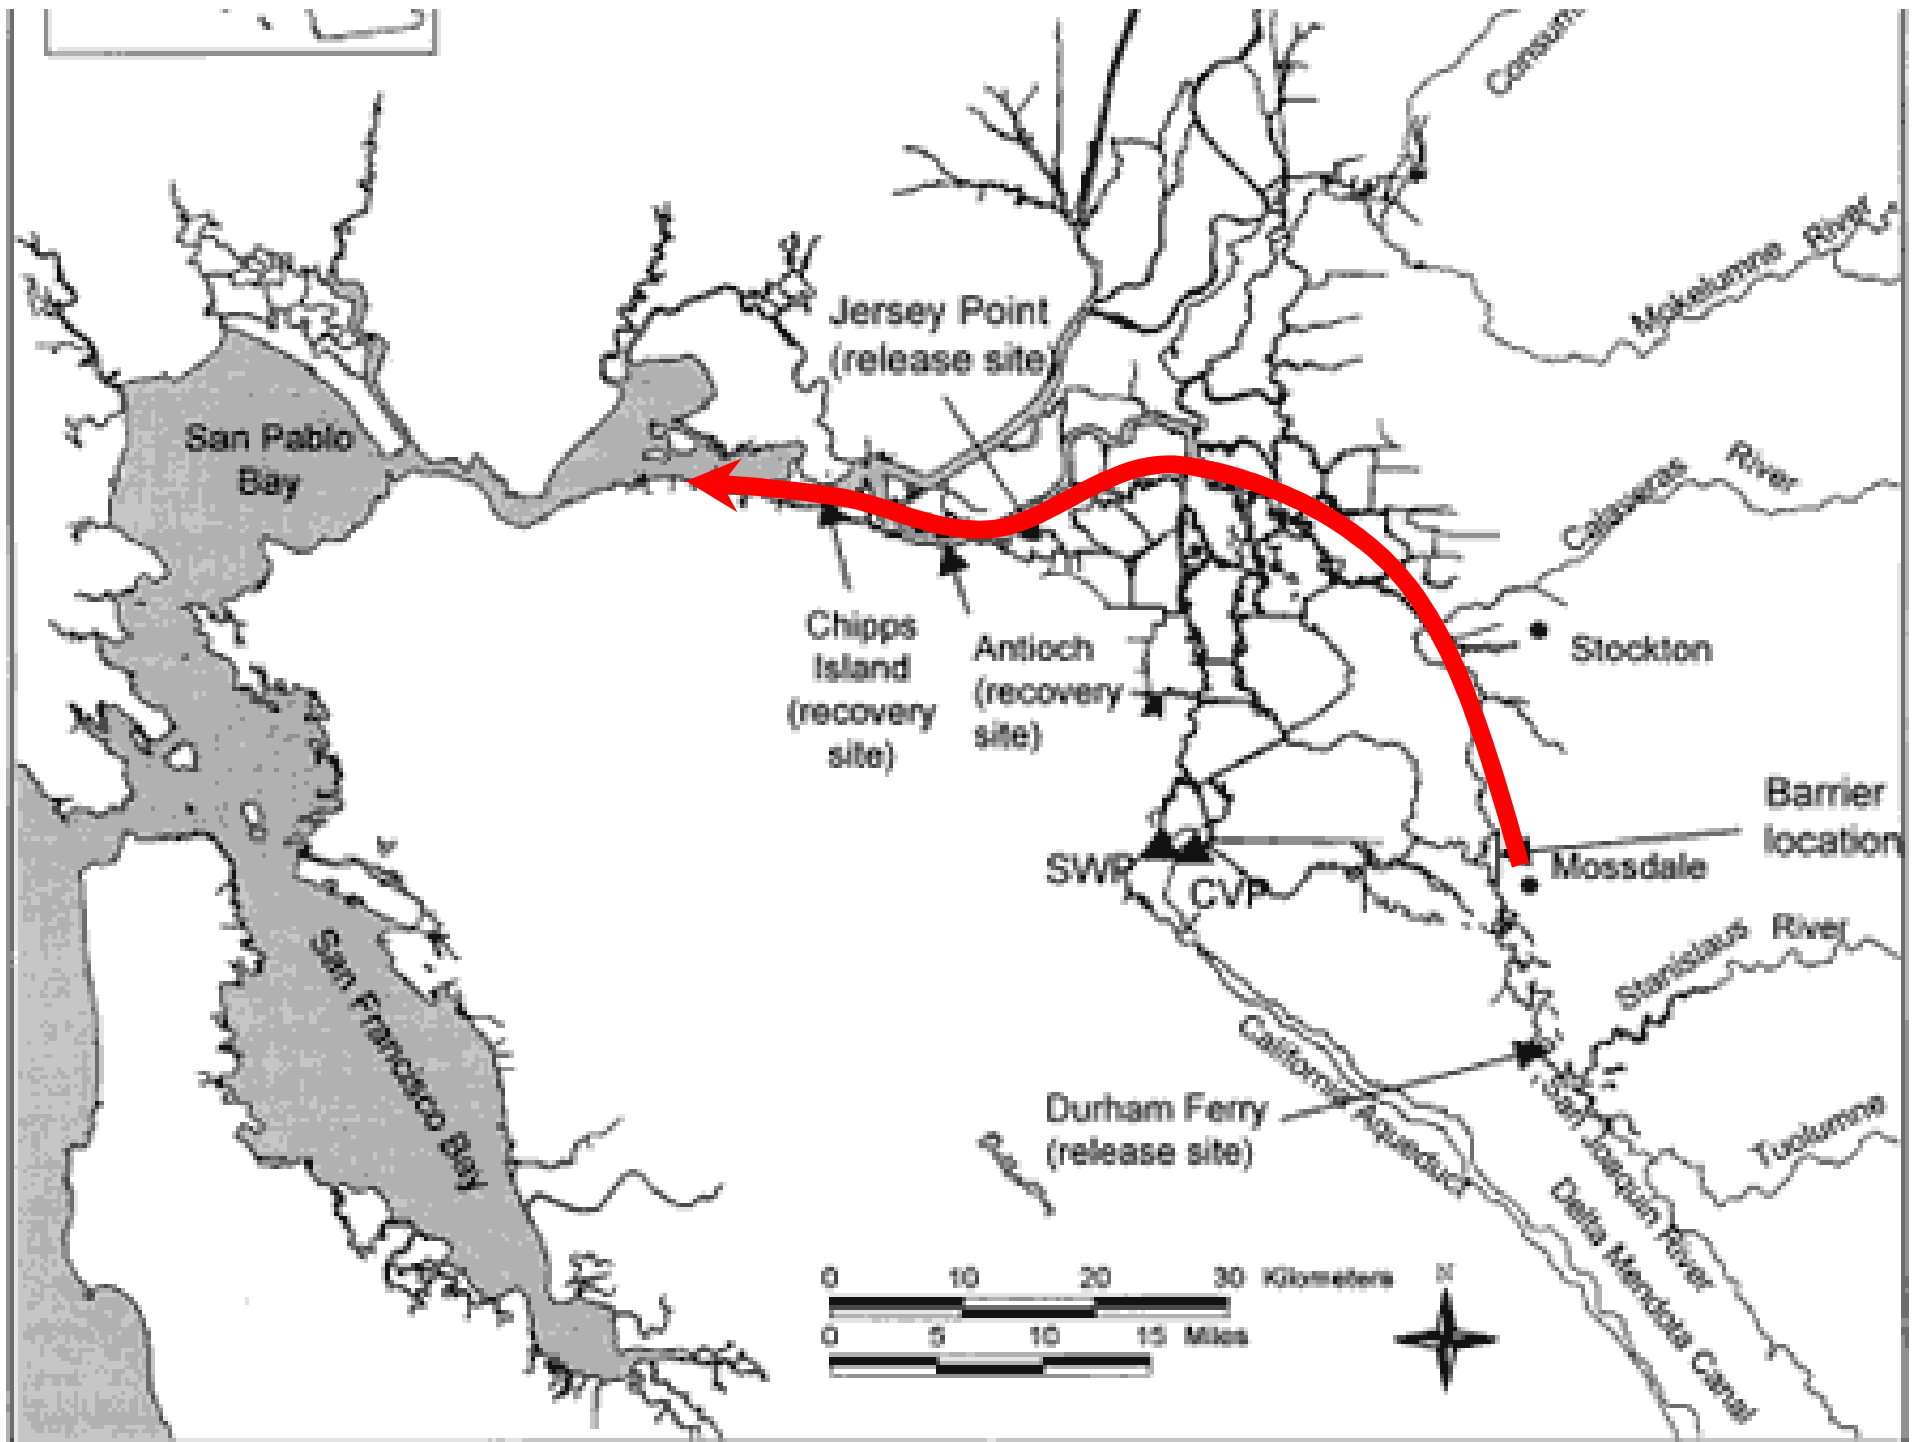 Consum
Mokelumne River
Jersey Point
(release site)
San Pablo
Bay
Calaveras River
Chipps
Island
(recovery
site)
Antioch
(recovery
site)
Stockton
Barrier
location
Mossdale
SWP
CVP
Stanislaus River
San Francisco Bay
California Aqueduct
Durham Ferry
(release site)
San Joaquin River
Tuolumne
Delta Mendota Canal
0 10 20 30 Kilometers
0 5 10 15 Miles
N